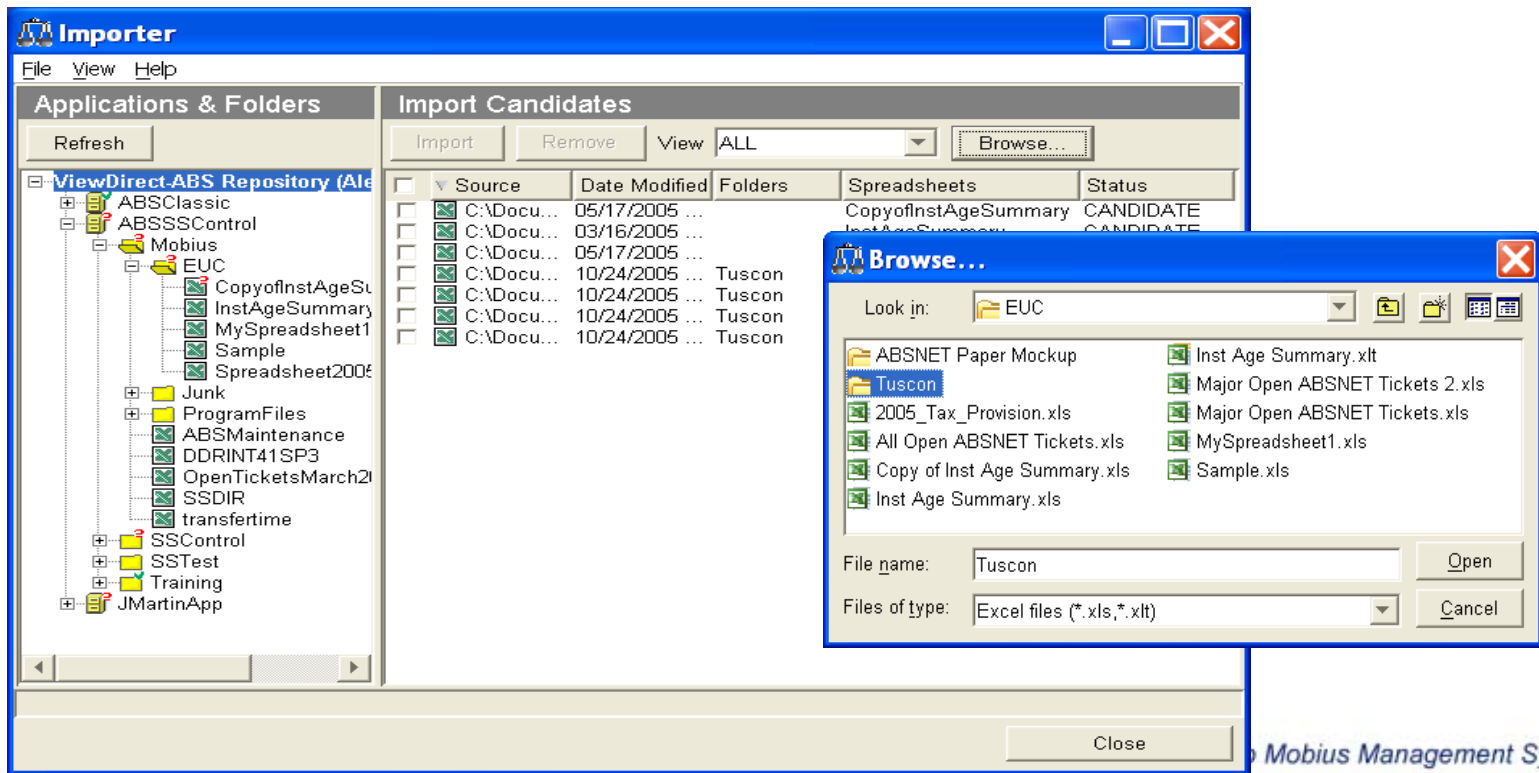 Importer
File View Help
Applications & Folders
Refresh
ViewDirect-ABS Repository (Ale
ABSClassic
ABSSSControl
Mobius
EUC
CopyofInstAgeSu
InstAgeSummary
MySpreadsheet1
Sample
Spreadsheet2005
Junk
ProgramFiles
ABSMaintenance
DDRINT41SP3
OpenTicketsMarch2
SSDIR
transfertime
SSControl
SSTest
Training
JMartinApp
Import Candidates
Import Remove View ALL Browse...
Source Date Modified Folders Spreadsheets Status
C:\Docu... 05/17/2005 ... CopyofInstAgeSummary CANDIDATE
C:\Docu... 03/16/2005 ... InstAgeSummary CANDIDATE
C:\Docu... 05/17/2005 ...
C:\Docu... 10/24/2005 ... Tuscon
C:\Docu... 10/24/2005 ... Tuscon
C:\Docu... 10/24/2005 ... Tuscon
C:\Docu... 10/24/2005 ... Tuscon
Browse...
Look in: EUC
ABSNET Paper Mockup
Tuscon
2005_Tax_Provision.xls
All Open ABSNET Tickets.xls
Copy of Inst Age Summary.xls
Inst Age Summary.xls
Inst Age Summary.xlt
Major Open ABSNET Tickets 2.xls
Major Open ABSNET Tickets.xls
MySpreadsheet1.xls
Sample.xls
File name: Tuscon Open
Files of type: Excel files (*.xls,*.xlt) Cancel
Close
Mobius Management S